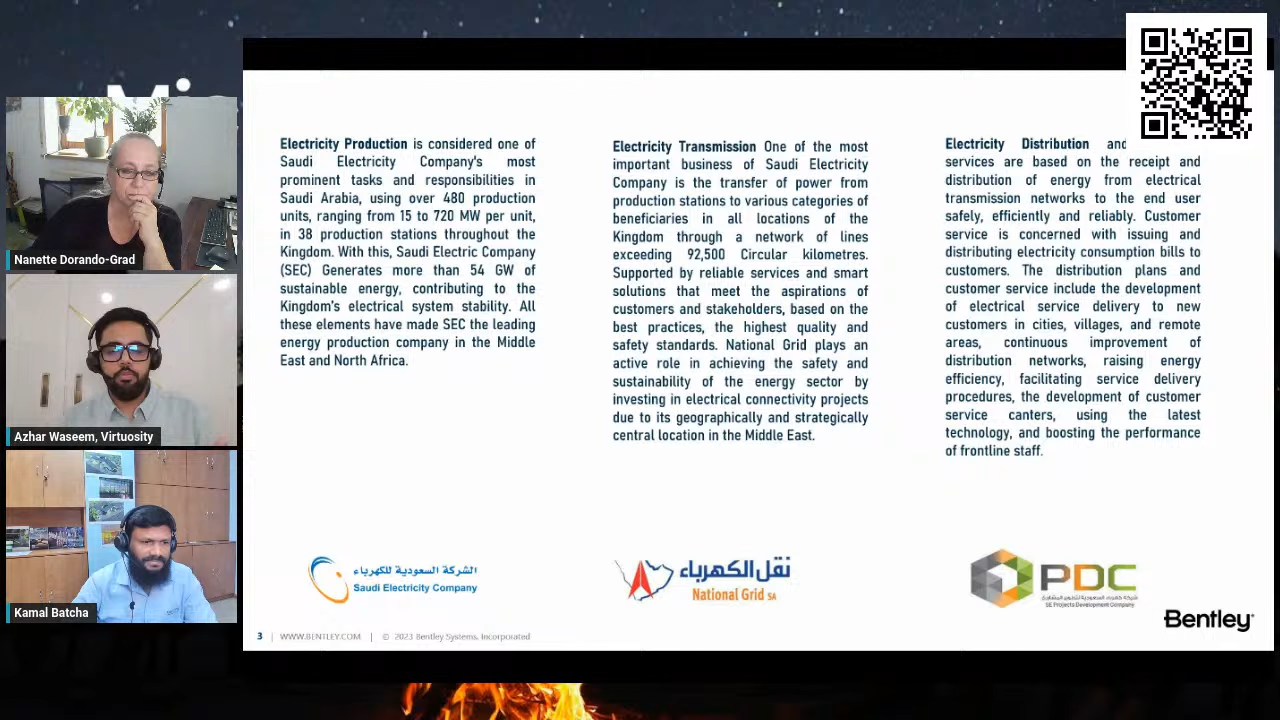 Mi
Nanette Dorando-Grad
Azhar Waseem, Virtuosity
Kamal Batcha
Electricity Production is considered one of
Saudi Electricity Company's most
prominent tasks and responsibilities in
Saudi Arabia, using over 480 production
units, ranging from 15 to 720 MW per unit,
in 38 production stations throughout the
Kingdom. With this, Saudi Electric Company
(SEC) Generates more than 54 GW of
sustainable energy, contributing to the
Kingdom's electrical system stability. All
these elements have made SEC the leading
energy production company in the Middle
East and North Africa.
Electricity Transmission One of the most
important business of Saudi Electricity
Company is the transfer of power from
production stations to various categories of
beneficiaries in all locations of the
Kingdom through a network of lines
exceeding 92,500 Circular kilometres.
Supported by reliable services and smart
solutions that meet the aspirations of
customers and stakeholders, based on the
best practices, the highest quality and
safety standards. National Grid plays an
active role in achieving the safety and
sustainability of the energy sector by
investing in electrical connectivity projects
due to its geographically and strategically
central location in the Middle East.
Electricity Distribution and
services are based on the receipt and
distribution of energy from electrical
transmission networks to the end user
safely, efficiently and reliably. Customer
service is concerned with issuing and
distributing electricity consumption bills to
customers. The distribution plans and
customer service include the development
of electrical service delivery to new
customers in cities, villages, and remote
areas, continuous improvement of
distribution networks, raising energy
efficiency, facilitating service delivery
procedures, the development of customer
service canters, using the latest
technology, and boosting the performance
of frontline staff.
الشركة السعودية للكهرباء
Saudi Electricity Company
نقل الكهرباء
National Grid SA
PDC
شركة كهرباء السعودية لتطوير المشاريع
SE Projects Development Company
Bentley
3 | WWW.BENTLEY.COM | © 2023 Bentley Systems, Incorporated